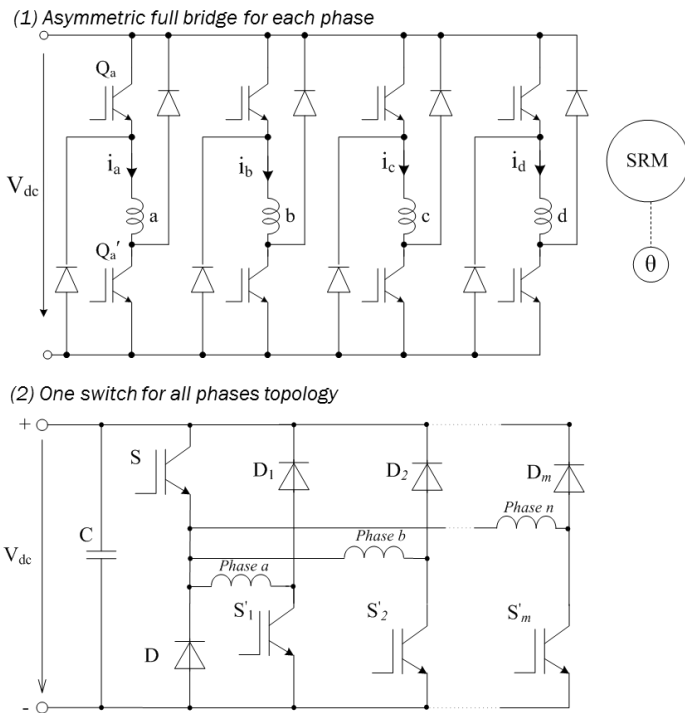 (1) Asymmetric full bridge for each phase
Qa
ia
ib
ic
id
SRM
Vdc
a
b
c
d
Qa'
θ
(2) One switch for all phases topology
+
S
D1
D2
Dm
Phase n
C
Phase b
Vdc
Phase a
S'1
S'2
S'm
D
-